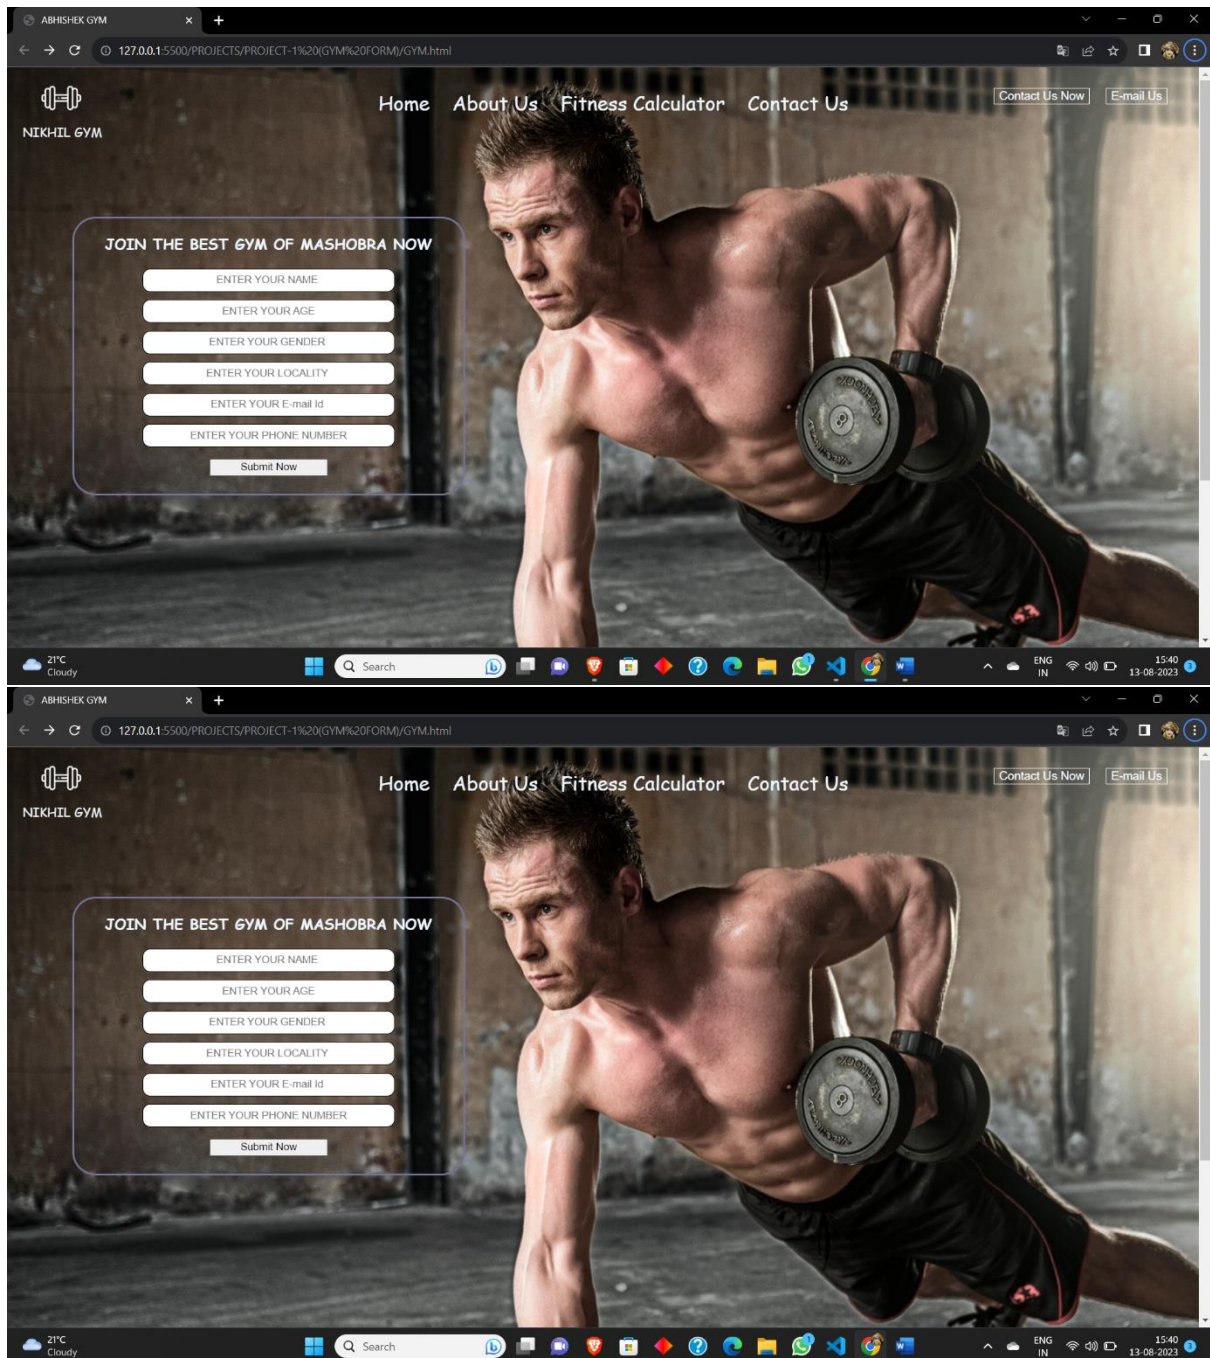 ABHISHEK GYM
127.0.0.1:5500/PROJECTS/PROJECT-1%20(GYM%20FORM)/GYM.html
Home About Us Fitness Calculator Contact Us
Contact Us Now E-mail Us
NIKHIL GYM
JOIN THE BEST GYM OF MASHOBRA NOW
ENTER YOUR NAME
ENTER YOUR AGE
ENTER YOUR GENDER
ENTER YOUR LOCALITY
ENTER YOUR E-mail Id
ENTER YOUR PHONE NUMBER
Submit Now
21°C
Cloudy
Search
ENG
IN
15:40
13-08-2023
ABHISHEK GYM
127.0.0.1:5500/PROJECTS/PROJECT-1%20(GYM%20FORM)/GYM.html
Home About Us Fitness Calculator Contact Us
Contact Us Now E-mail Us
NIKHIL GYM
JOIN THE BEST GYM OF MASHOBRA NOW
ENTER YOUR NAME
ENTER YOUR AGE
ENTER YOUR GENDER
ENTER YOUR LOCALITY
ENTER YOUR E-mail Id
ENTER YOUR PHONE NUMBER
Submit Now
21°C
Cloudy
Search
ENG
IN
15:40
13-08-2023